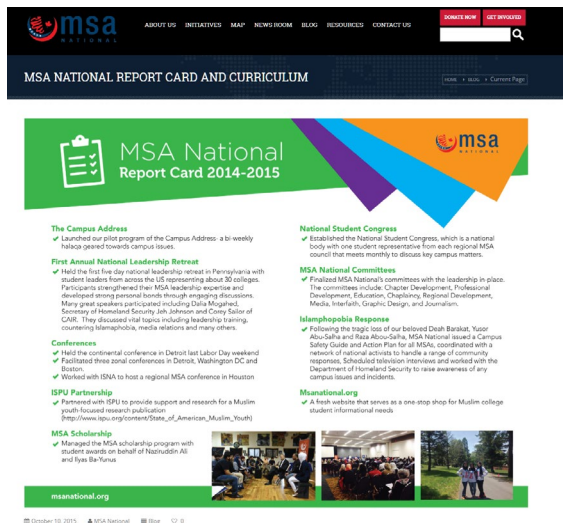 msa
NATIONAL
ABOUT US INITIATIVES MAP NEWS ROOM BLOG RESOURCES CONTACT US
DONATE NOW GET INVOLVED
MSA NATIONAL REPORT CARD AND CURRICULUM
HOME BLOG Current Page
MSA National
Report Card 2014-2015
msa
NATIONAL
The Campus Address
Launched our pilot program of the Campus Address- a bi-weekly
halaqa geared towards campus issues.
First Annual National Leadership Retreat
Held the first five day national leadership retreat in Pennsylvania with
student leaders from across the US representing about 30 colleges.
Participants strengthened their MSA leadership expertise and
developed strong personal bonds through engaging discussions.
Many great speakers participated including Dalia Mogahed,
Secretary of Homeland Security Jeh Johnson and Corey Sailor of
CAIR. They discussed vital topics including leadership training,
countering Islamophobia, media relations and many others.
Conferences
Held the continental conference in Detroit last Labor Day weekend
Facilitated three zonal conferences in Detroit, Washington DC and
Boston.
Worked with ISNA to host a regional MSA conference in Houston
ISPU Partnership
Partnered with ISPU to provide support and research for a Muslim
youth-focused research publication
(http://www.ispu.org/content/State_of_American_Muslim_Youth)
MSA Scholarship
Managed the MSA scholarship program with
student awards on behalf of Naziruddin Ali
and Ilyas Ba-Yunus
National Student Congress
Established the National Student Congress, which is a national
body with one student representative from each regional MSA
council that meets monthly to discuss key campus matters.
MSA National Committees
Finalized MSA National's committees with the leadership in place.
The committees include: Chapter Development, Professional
Development, Education, Chaplaincy, Regional Development,
Media, Interfaith, Graphic Design, and Journalism.
Islamphopobia Response
Following the tragic loss of our beloved Deah Barakat, Yusor
Abu-Salha and Raza Abou-Salha, MSA National issued a Campus
Safety Guide and Action Plan for all MSAs, coordinated with a
network of national activists to handle a range of community
responses, Scheduled television interviews and worked with the
Department of Homeland Security to raise awareness of any
campus issues and incidents.
Msanational.org
A fresh website that serves as a one-stop shop for Muslim college
student informational needs
msanational.org
October 10, 2015 MSA National Blog 0